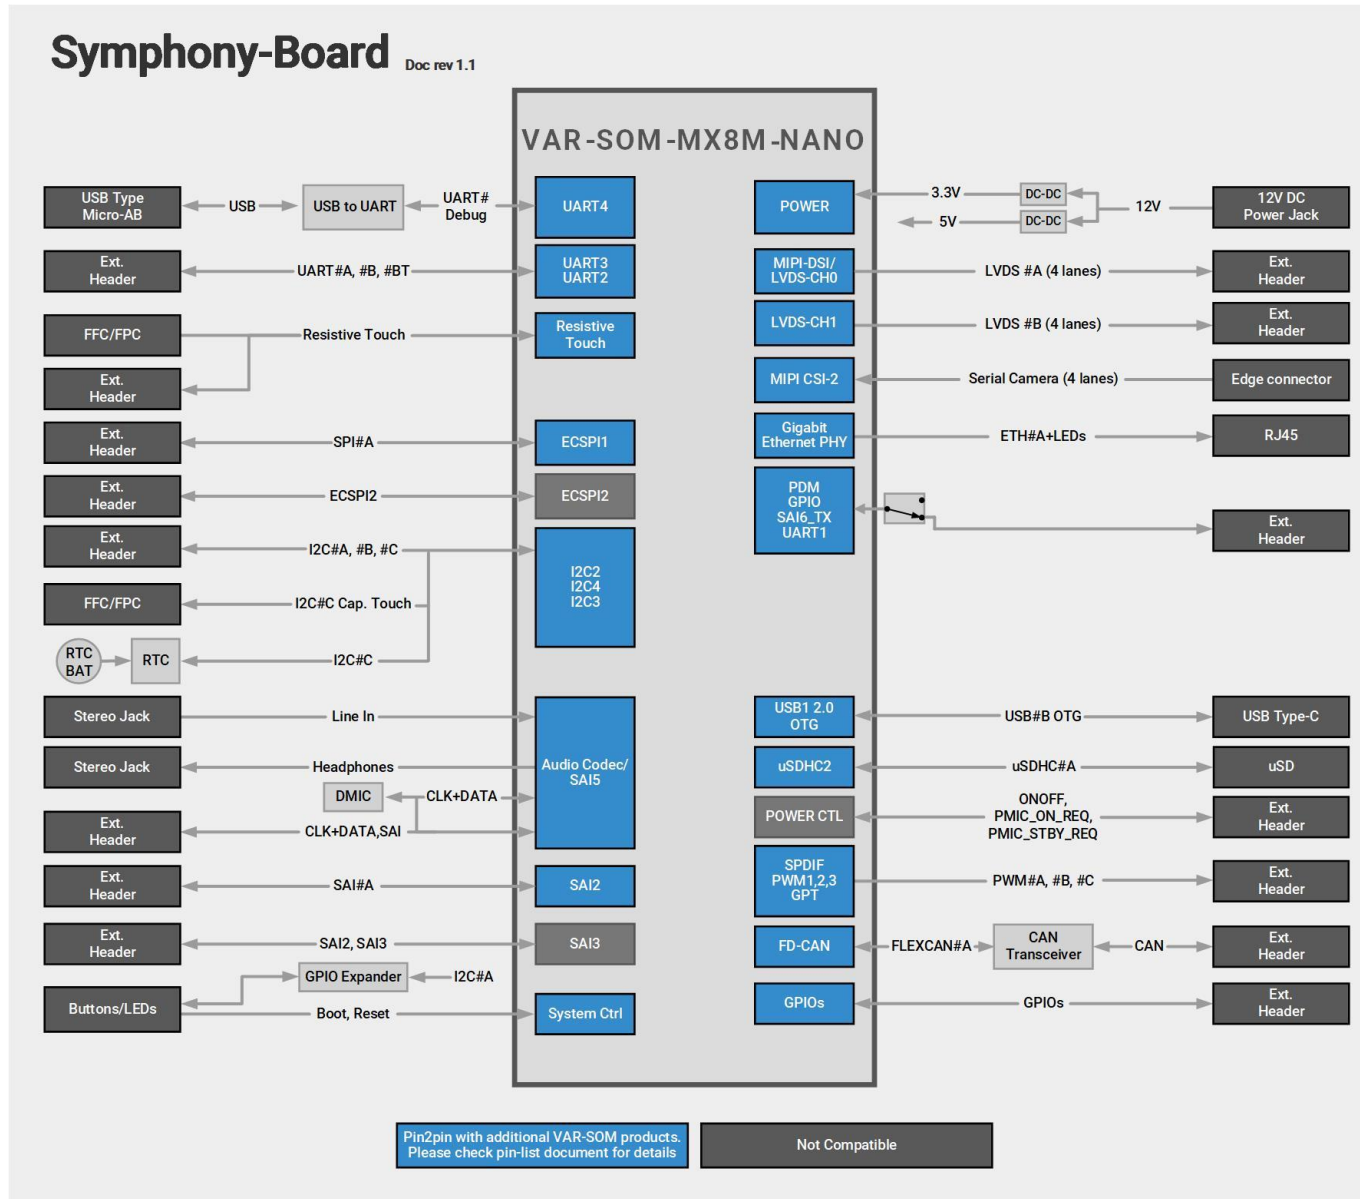 Symphony-Board Doc rev 1.1
VAR-SOM-MX8M-NANO
USB Type
Micro-AB
USB
USB to UART
UART#
Debug
UART4
Ext.
Header
UART#A, #B, #BT
UART3
UART2
FFC/FPC
Resistive Touch
Resistive
Touch
Ext.
Header
Ext.
Header
SPI#A
ECSPI1
Ext.
Header
ECSPI2
ECSPI2
Ext.
Header
I2C#A, #B, #C
I2C2
I2C4
I2C3
FFC/FPC
I2C#C Cap. Touch
RTC
BAT
RTC
I2C#C
Stereo Jack
Line In
Audio Codec/
SAI5
Stereo Jack
Headphones
DMIC
CLK+DATA
Ext.
Header
CLK+DATA,SAI
Ext.
Header
SAI#A
SAI2
Ext.
Header
SAI2, SAI3
SAI3
GPIO Expander
I2C#A
Buttons/LEDs
Boot, Reset
System Ctrl
POWER
3.3V
DC-DC
5V
DC-DC
12V
12V DC
Power Jack
MIPI-DSI/
LVDS-CH0
LVDS #A (4 lanes)
Ext.
Header
LVDS-CH1
LVDS #B (4 lanes)
Ext.
Header
MIPI CSI-2
Serial Camera (4 lanes)
Edge connector
Gigabit
Ethernet PHY
ETH#A+LEDs
RJ45
PDM
GPIO
SAI6_TX
UART1
Ext.
Header
USB1 2.0
OTG
USB#B OTG
USB Type-C
uSDHC2
uSDHC#A
uSD
POWER CTL
ONOFF,
PMIC_ON_REQ,
PMIC_STBY_REQ
Ext.
Header
SPDIF
PWM1,2,3
GPT
PWM#A, #B, #C
Ext.
Header
FD-CAN
FLEXCAN#A
CAN
Transceiver
CAN
Ext.
Header
GPIOs
GPIOs
Ext.
Header
Pin2pin with additional VAR-SOM products.
Please check pin-list document for details
Not Compatible